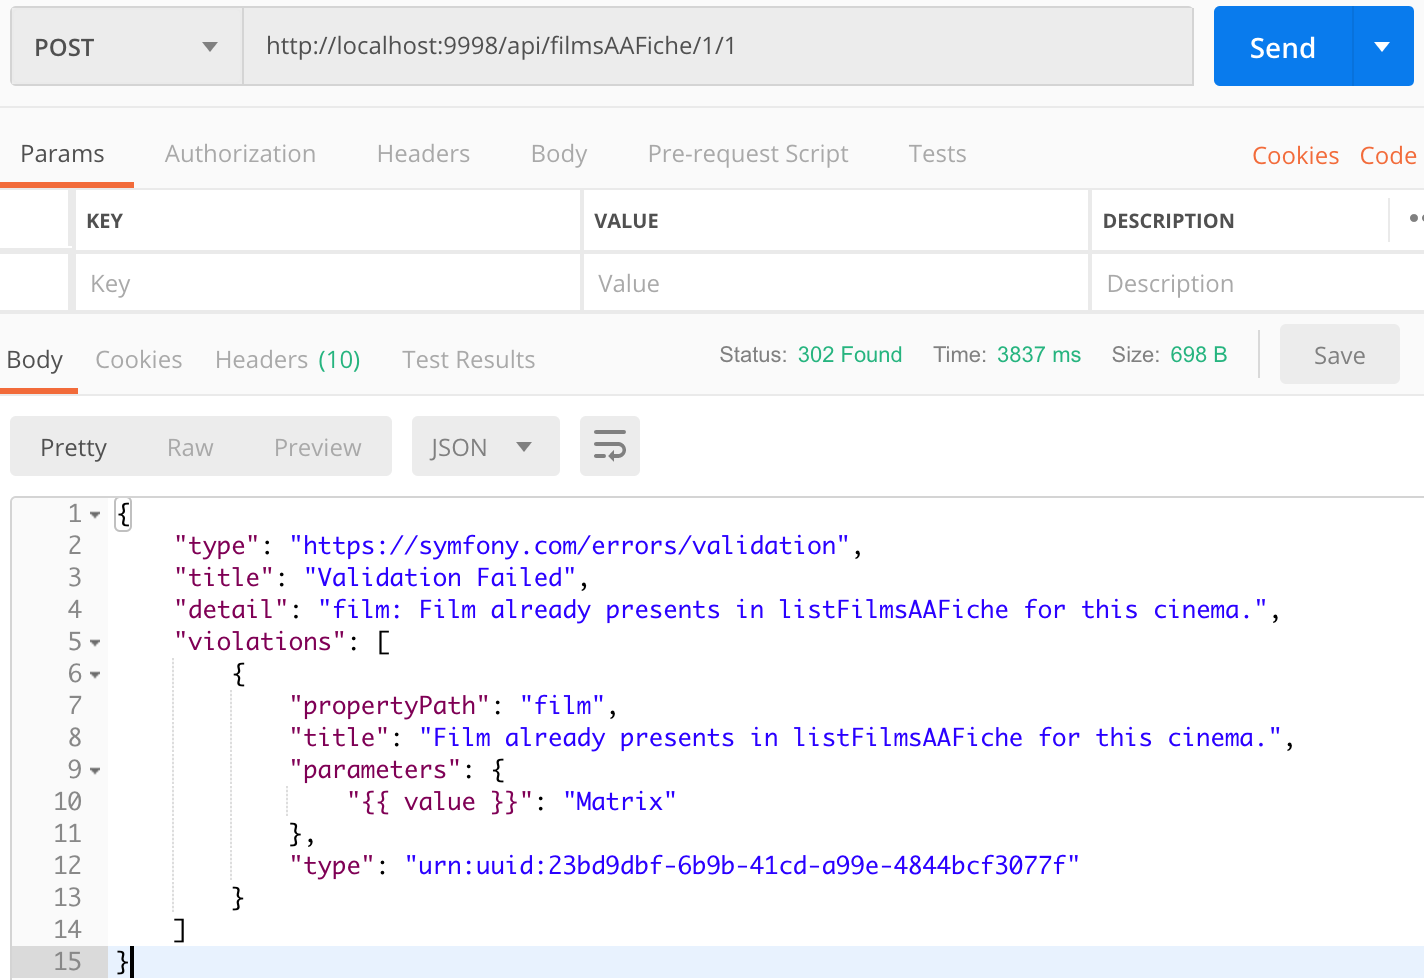 POST http://localhost:9998/api/filmsAAFiche/1/1 Send
Params Authorization Headers Body Pre-request Script Tests Cookies Code
KEY VALUE DESCRIPTION
Key Value Description
Body Cookies Headers (10) Test Results Status: 302 Found Time: 3837 ms Size: 698 B Save
Pretty Raw Preview JSON
1 {
2 "type": "https://symfony.com/errors/validation",
3 "title": "Validation Failed",
4 "detail": "film: Film already presents in listFilmsAAFiche for this cinema.",
5 "violations": [
6 {
7 "propertyPath": "film",
8 "title": "Film already presents in listFilmsAAFiche for this cinema.",
9 "parameters": {
10 "{{ value }}": "Matrix"
11 },
12 "type": "urn:uuid:23bd9dbf-6b9b-41cd-a99e-4844bcf3077f"
13 }
14 ]
15 }